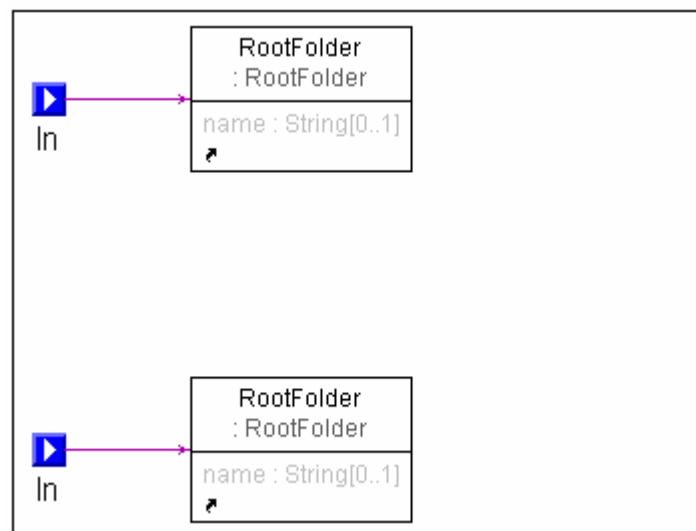 RootFolder
: RootFolder
name : String[0..1]
In
RootFolder
: RootFolder
name : String[0..1]
In